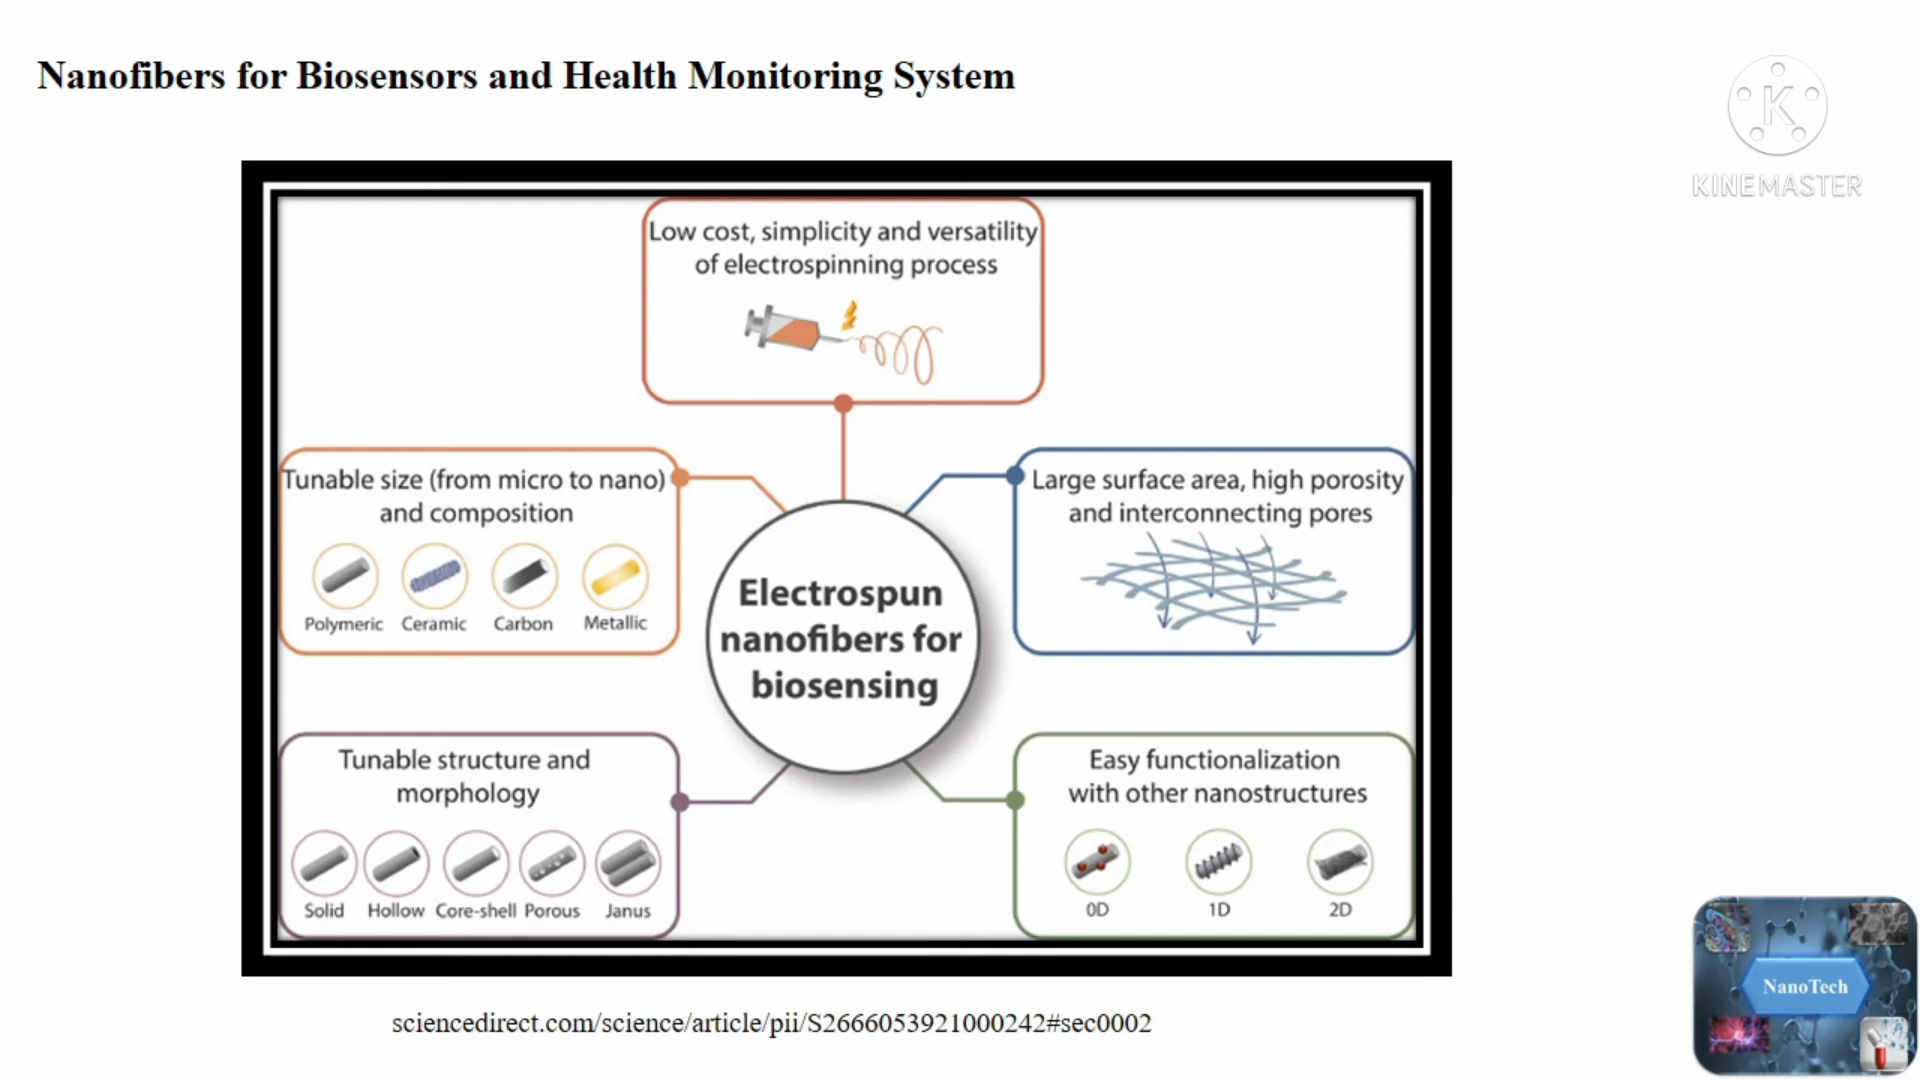 Nanofibers for Biosensors and Health Monitoring System
K
KINEMASTER
Low cost, simplicity and versatility
of electrospinning process
Tunable size (from micro to nano)
and composition
Polymeric Ceramic Carbon Metallic
Large surface area, high porosity
and interconnecting pores
Electrospun
nanofibers for
biosensing
Tunable structure and
morphology
Solid Hollow Core-shell Porous Janus
Easy functionalization
with other nanostructures
0D 1D 2D
NanoTech
sciencedirect.com/science/article/pii/S2666053921000242#sec0002